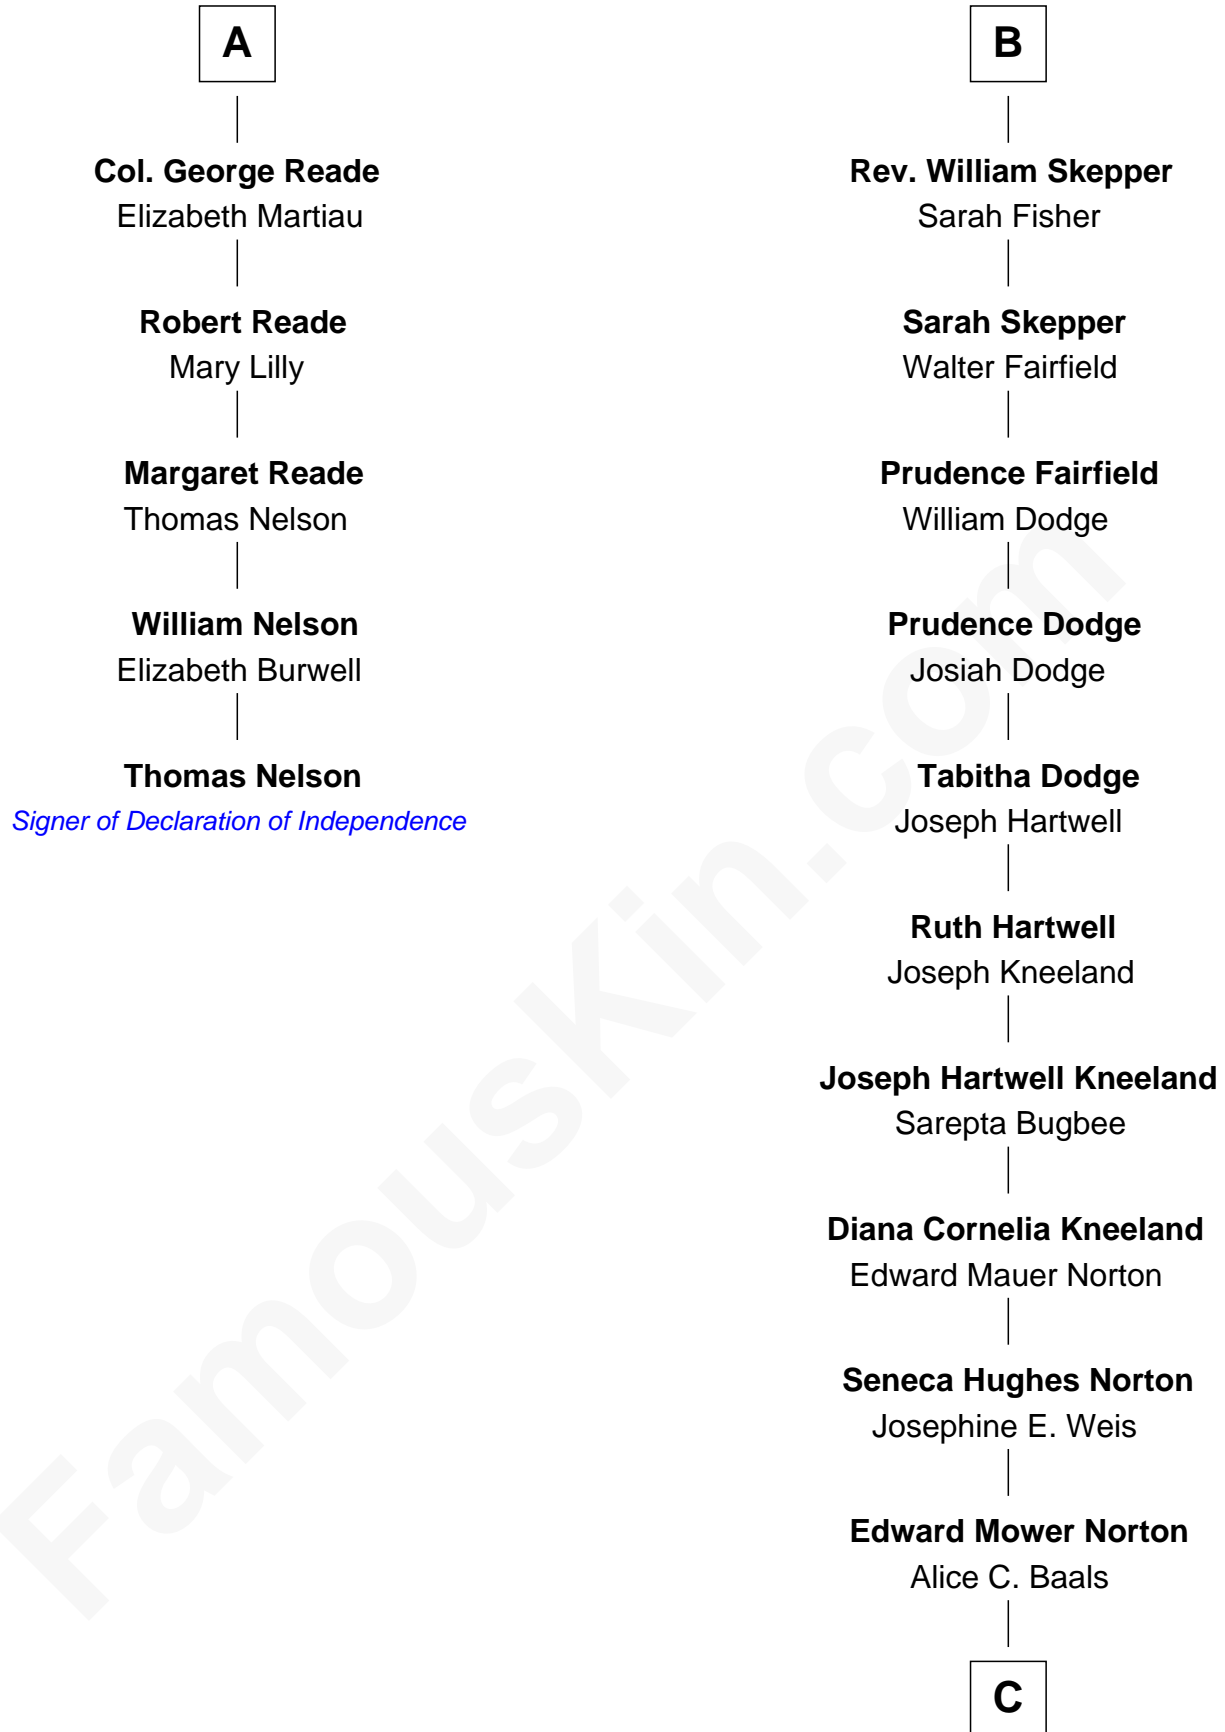 A
Col. George Reade
Elizabeth Martiau
Robert Reade
Mary Lilly
Margaret Reade
Thomas Nelson
William Nelson
Elizabeth Burwell
Thomas Nelson
Signer of Declaration of Independence
B
Rev. William Skepper
Sarah Fisher
Sarah Skepper
Walter Fairfield
Prudence Fairfield
William Dodge
Prudence Dodge
Josiah Dodge
Tabitha Dodge
Joseph Hartwell
Ruth Hartwell
Joseph Kneeland
Joseph Hartwell Kneeland
Sarepta Bugbee
Diana Cornelia Kneeland
Edward Mauer Norton
Seneca Hughes Norton
Josephine E. Weis
Edward Mower Norton
Alice C. Baals
C
FamousKin.com